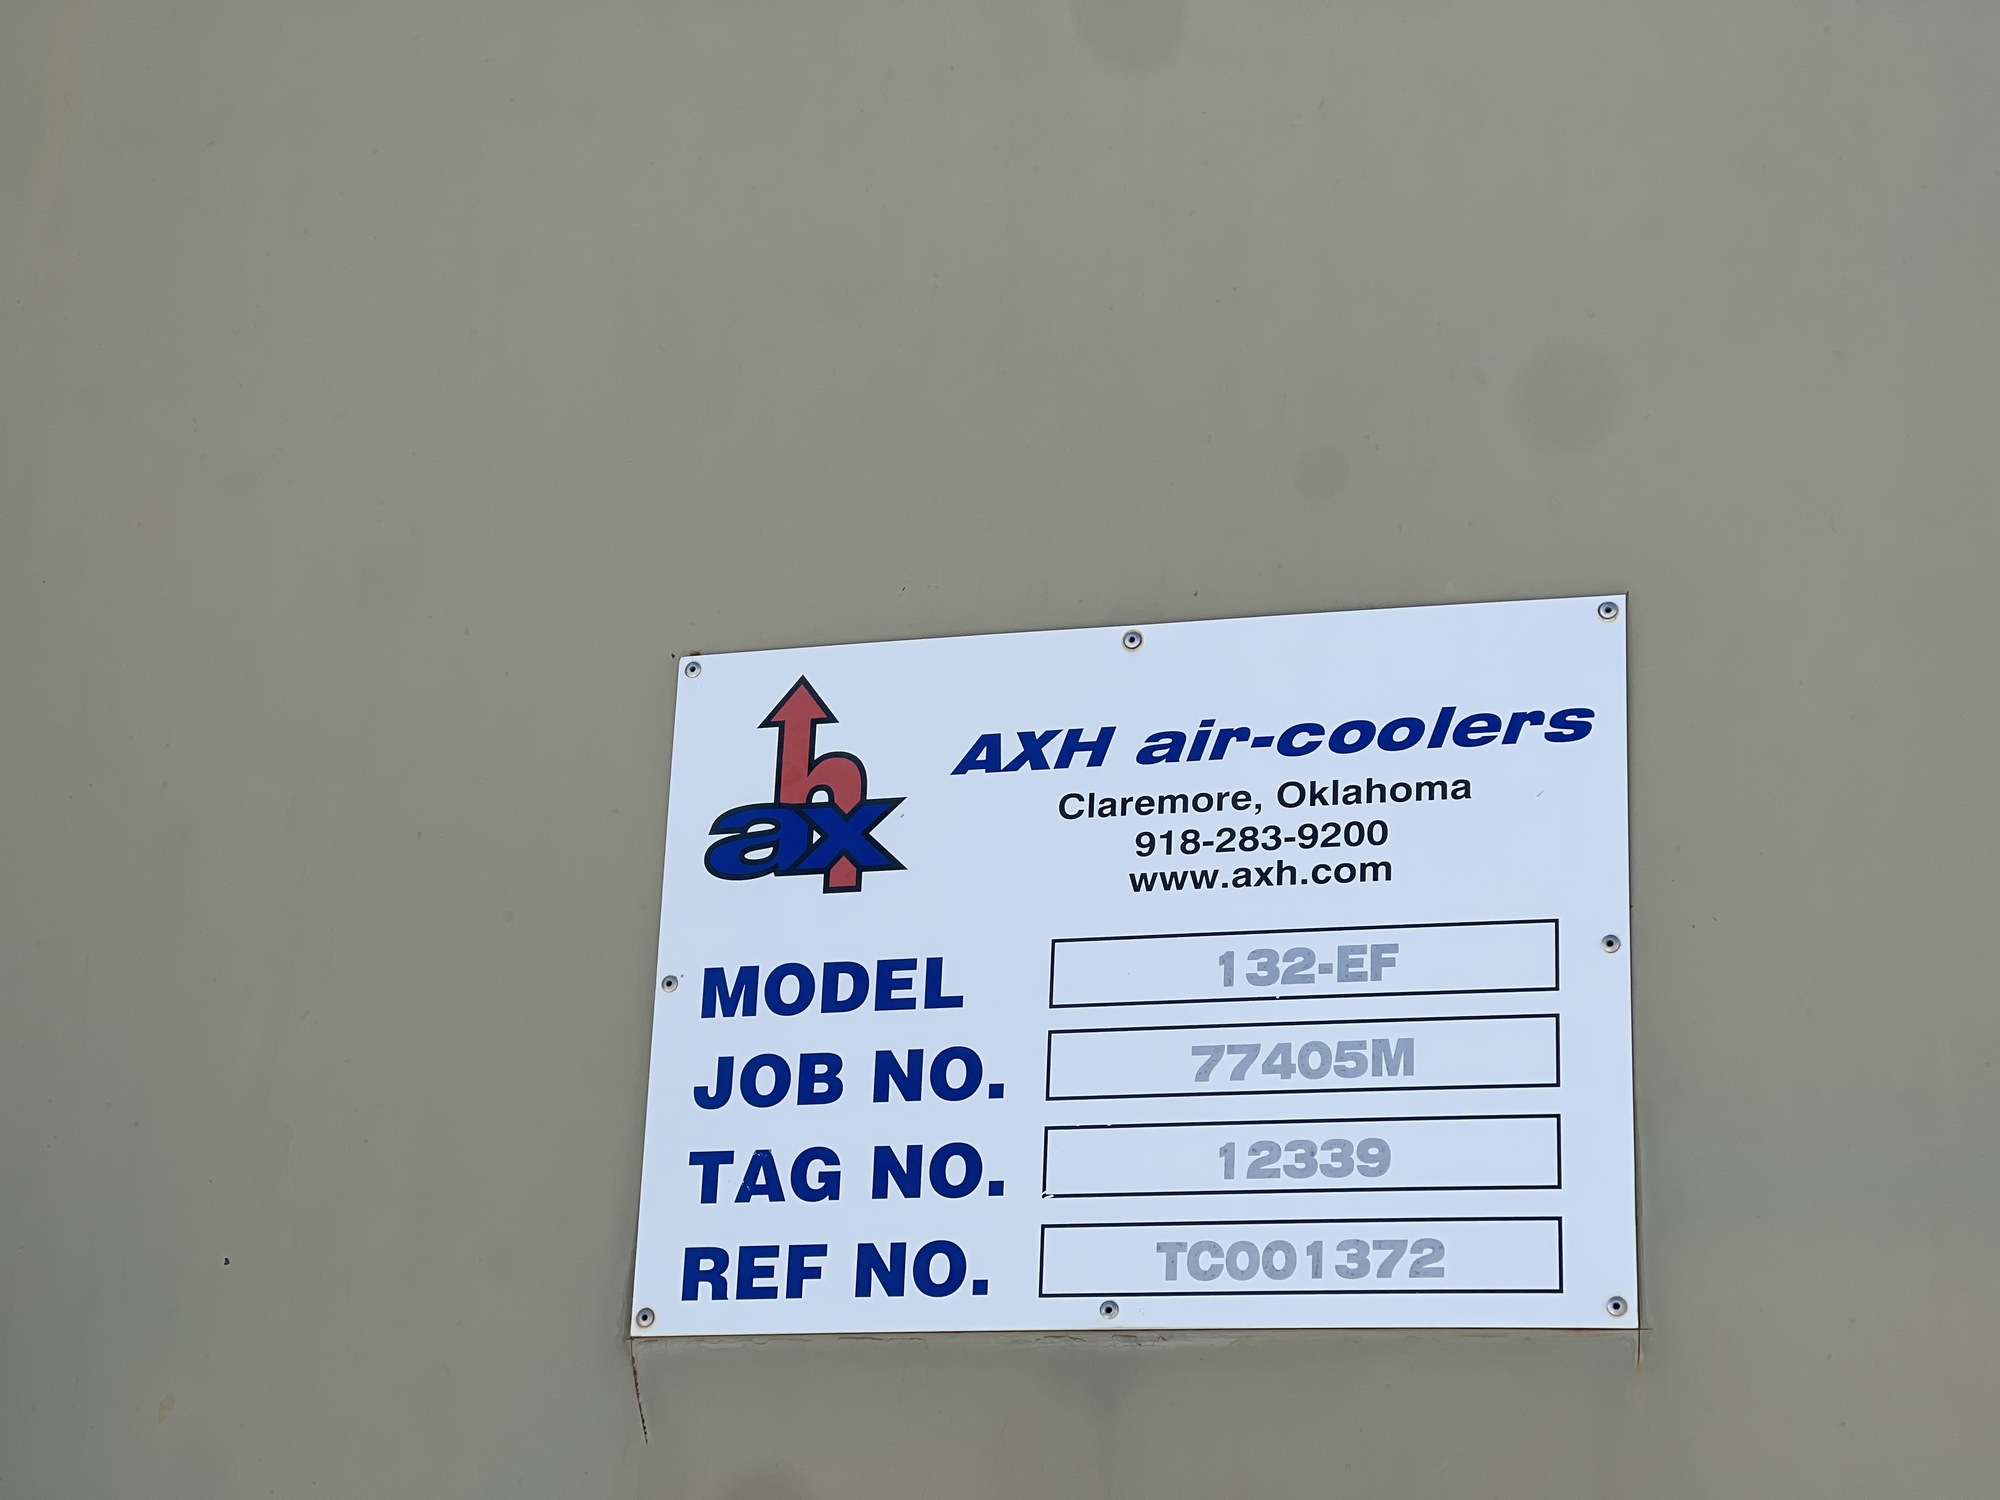 axh
AXH air-coolers
Claremore, Oklahoma
918-283-9200
www.axh.com
MODEL 132-EF
JOB NO. 77405M
TAG NO. 12339
REF NO. TC001372